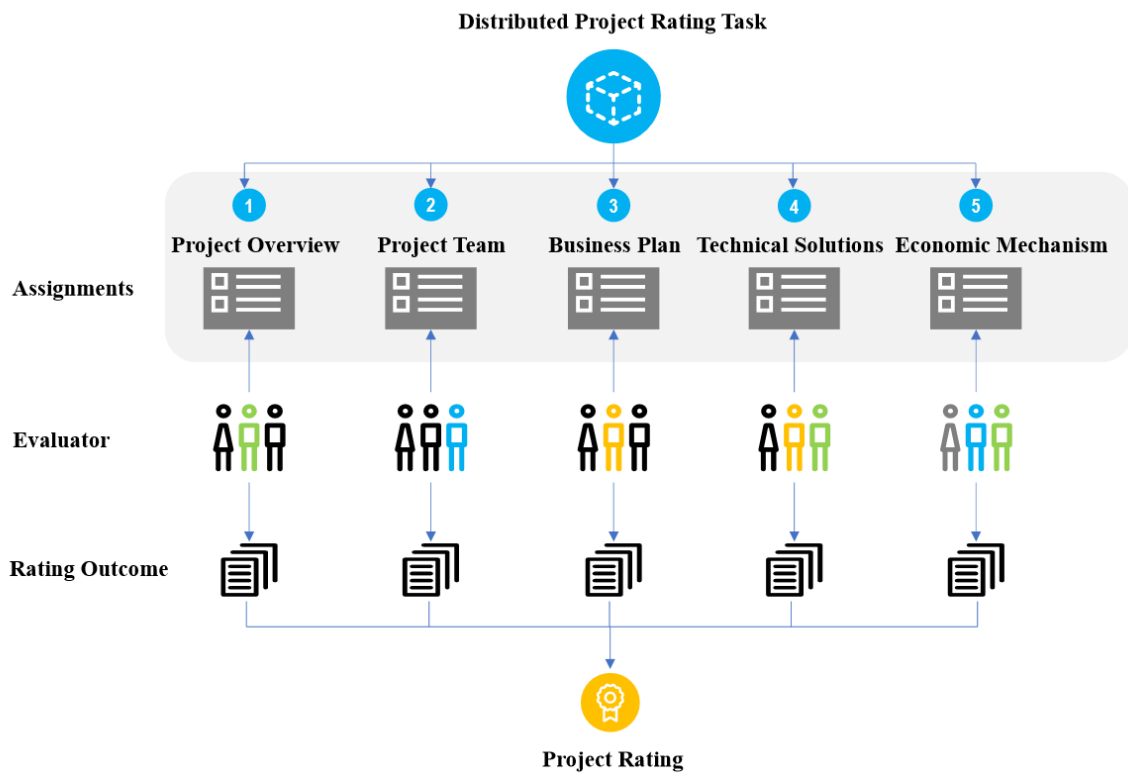 Distributed Project Rating Task
1 2 3 4 5
Project Overview Project Team Business Plan Technical Solutions Economic Mechanism
Assignments
Evaluator
Rating Outcome
Project Rating